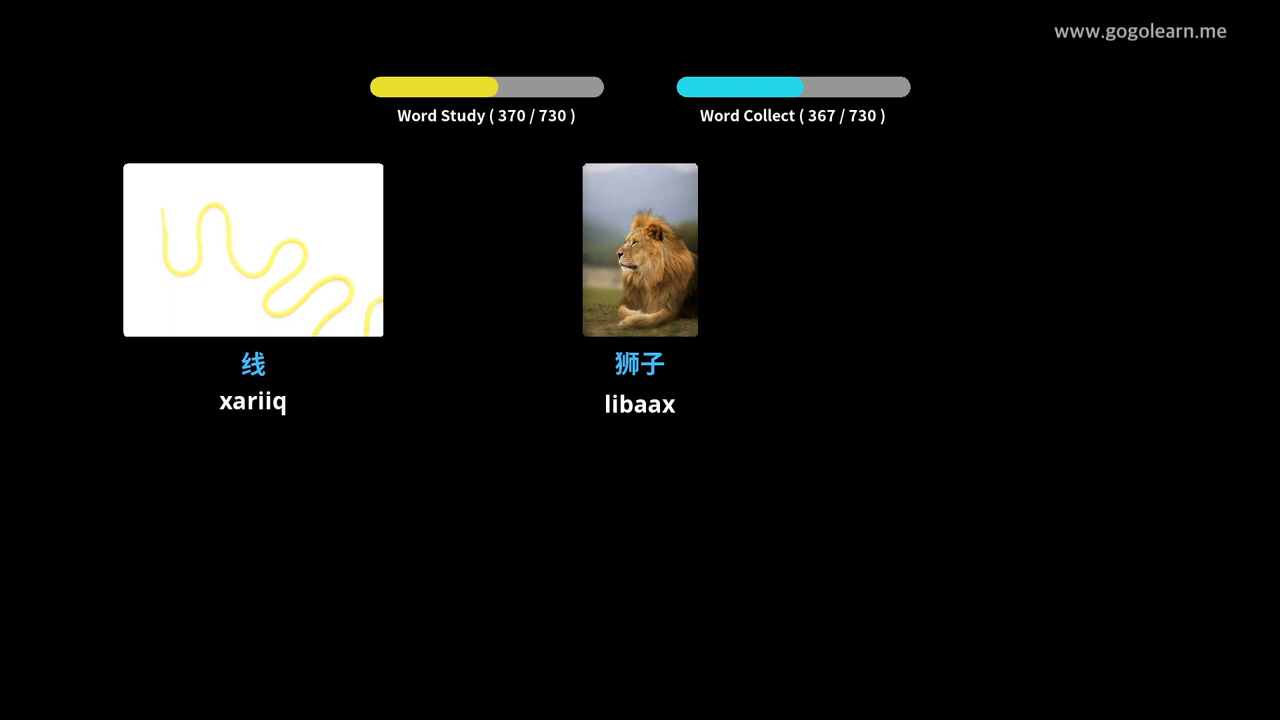 www.gogolearn.me
Word Study ( 370 / 730 )
Word Collect ( 367 / 730 )
线
xariiq
狮子
libaax